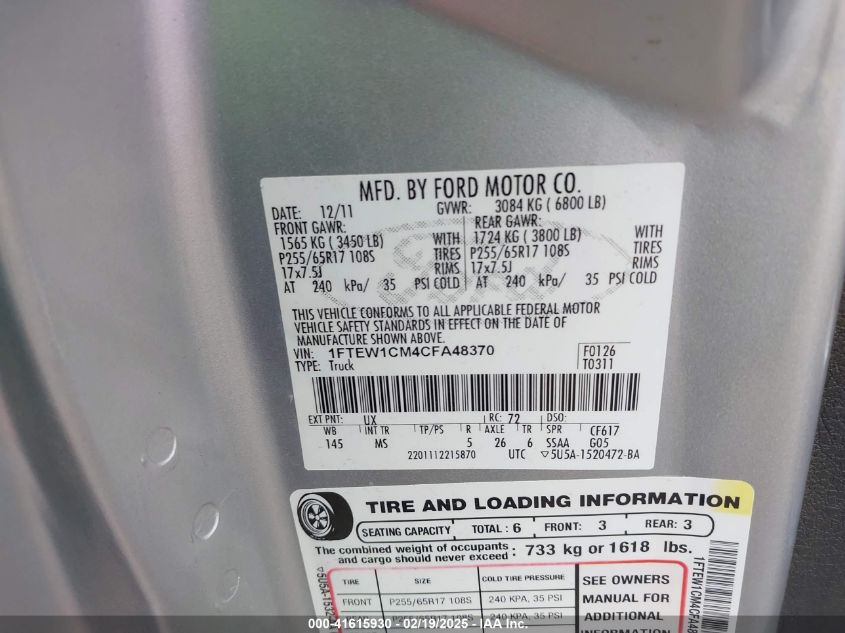 MFD. BY FORD MOTOR CO.
DATE: 12/11 GVWR: 3084 KG ( 6800 LB)
FRONT GAWR: REAR GAWR:
1565 KG ( 3450 LB) WITH 1724 KG ( 3800 LB) WITH
P255/65R17 108S TIRES P255/65R17 108S TIRES
17x7.5J RIMS 17x7.5J RIMS
AT 240 kPa/ 35 PSI COLD AT 240 kPa/ 35 PSI COLD
THIS VEHICLE CONFORMS TO ALL APPLICABLE FEDERAL MOTOR
VEHICLE SAFETY STANDARDS IN EFFECT ON THE DATE OF
MANUFACTURE SHOWN ABOVE.
VIN: 1FTEW1CM4CFA48370 F0126
TYPE: Truck T0311
EXT PNT: UX RC: 72 DSO:
WB INT TR TP/PS R AXLE TR SPR CF617
145 MS 5 26 6 SSAA G05
2201112215870 UTC ▽5U5A-1520472-BA
TIRE AND LOADING INFORMATION
SEATING CAPACITY TOTAL : 6 FRONT: 3 REAR: 3
The combined weight of occupants and cargo should never exceed : 733 kg or 1618 lbs.
TIRE SIZE COLD TIRE PRESSURE SEE OWNERS
FRONT P255/65R17 108S 240 KPA, 35 PSI MANUAL FOR
ADDITIONAL
1FTEW1CM4CFA48
000-41615930 - 02/19/2025 - IAA Inc.